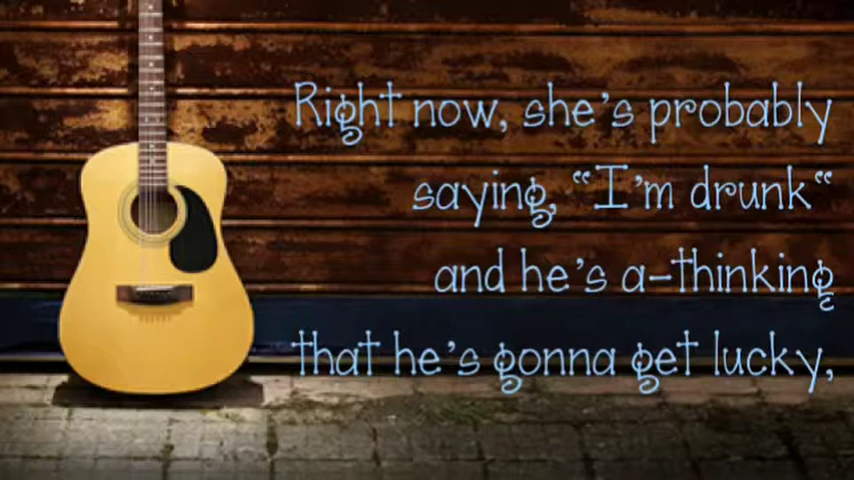 Right now, she's probably
saying, “I'm drunk“
and he's a-thinking
that he's gonna get lucky,